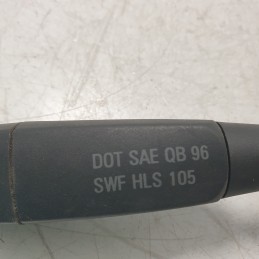 DOT SAE QB 96
SWF HLS 105